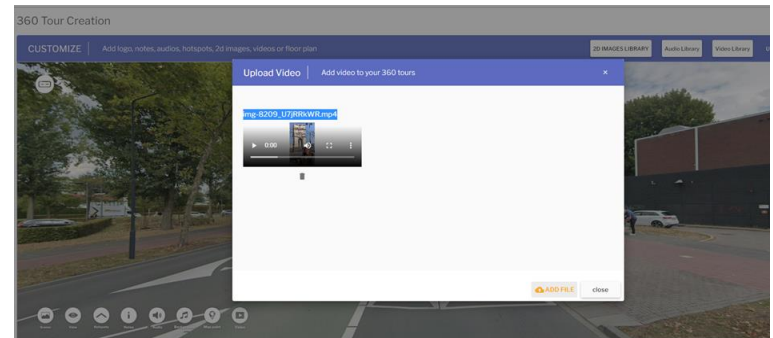 360 Tour Creation
CUSTOMIZE Add logo, notes, audios, hotspots, 2d images, videos or floor plan
2D IMAGES LIBRARY Audio Library Video Library
Upload Video Add video to your 360 tours ×
img-8209_U7jRRkWR.mp4
0:00
ADD FILE close